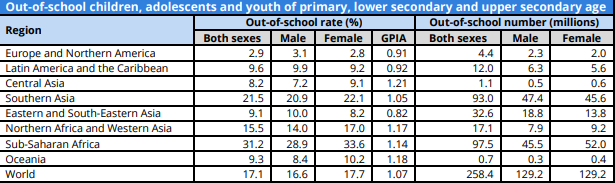 Out-of-school children, adolescents and youth of primary, lower secondary and upper secondary age
Region Out-of-school rate (%) Out-of-school number (millions)
Both sexes Male Female GPIA Both sexes Male Female
Europe and Northern America 2.9 3.1 2.8 0.91 4.4 2.3 2.0
Latin America and the Caribbean 9.6 9.9 9.2 0.92 12.0 6.3 5.6
Central Asia 8.2 7.2 9.1 1.21 1.1 0.5 0.6
Southern Asia 21.5 20.9 22.1 1.05 93.0 47.4 45.6
Eastern and South-Eastern Asia 9.1 10.0 8.2 0.82 32.6 18.8 13.8
Northern Africa and Western Asia 15.5 14.0 17.0 1.17 17.1 7.9 9.2
Sub-Saharan Africa 31.2 28.9 33.6 1.14 97.5 45.5 52.0
Oceania 9.3 8.4 10.2 1.18 0.7 0.3 0.4
World 17.1 16.6 17.7 1.07 258.4 129.2 129.2